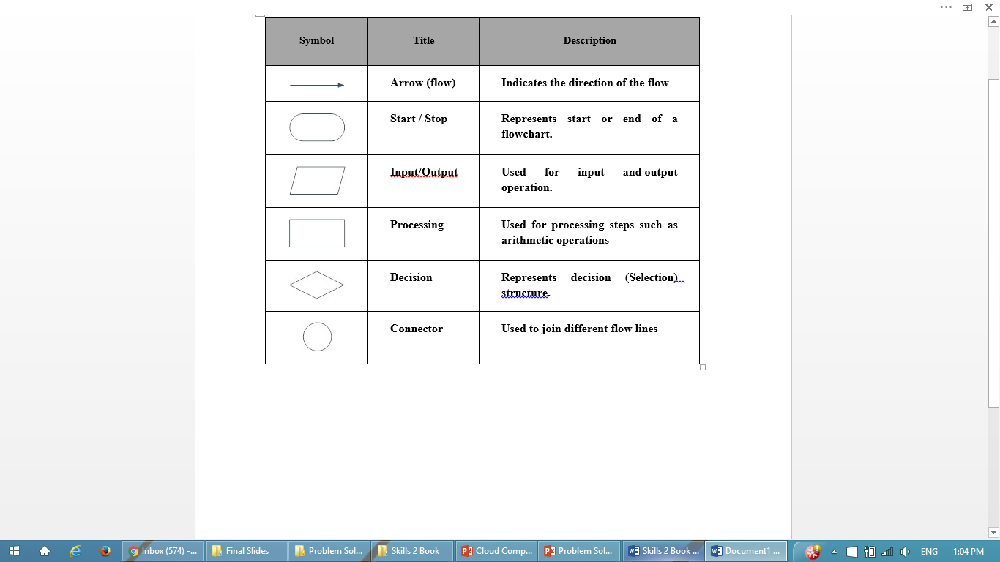 Symbol Title Description
Arrow (flow) Indicates the direction of the flow
Start / Stop Represents start or end of a
flowchart.
Input/Output Used for input and output
operation.
Processing Used for processing steps such as
arithmetic operations
Decision Represents decision (Selection)
structure.
Connector Used to join different flow lines
Inbox (574) -... Final Slides Problem Sol... Skills 2 Book Cloud Comp... Problem Sol... Skills 2 Book ... Document1 ... ENG 1:04 PM